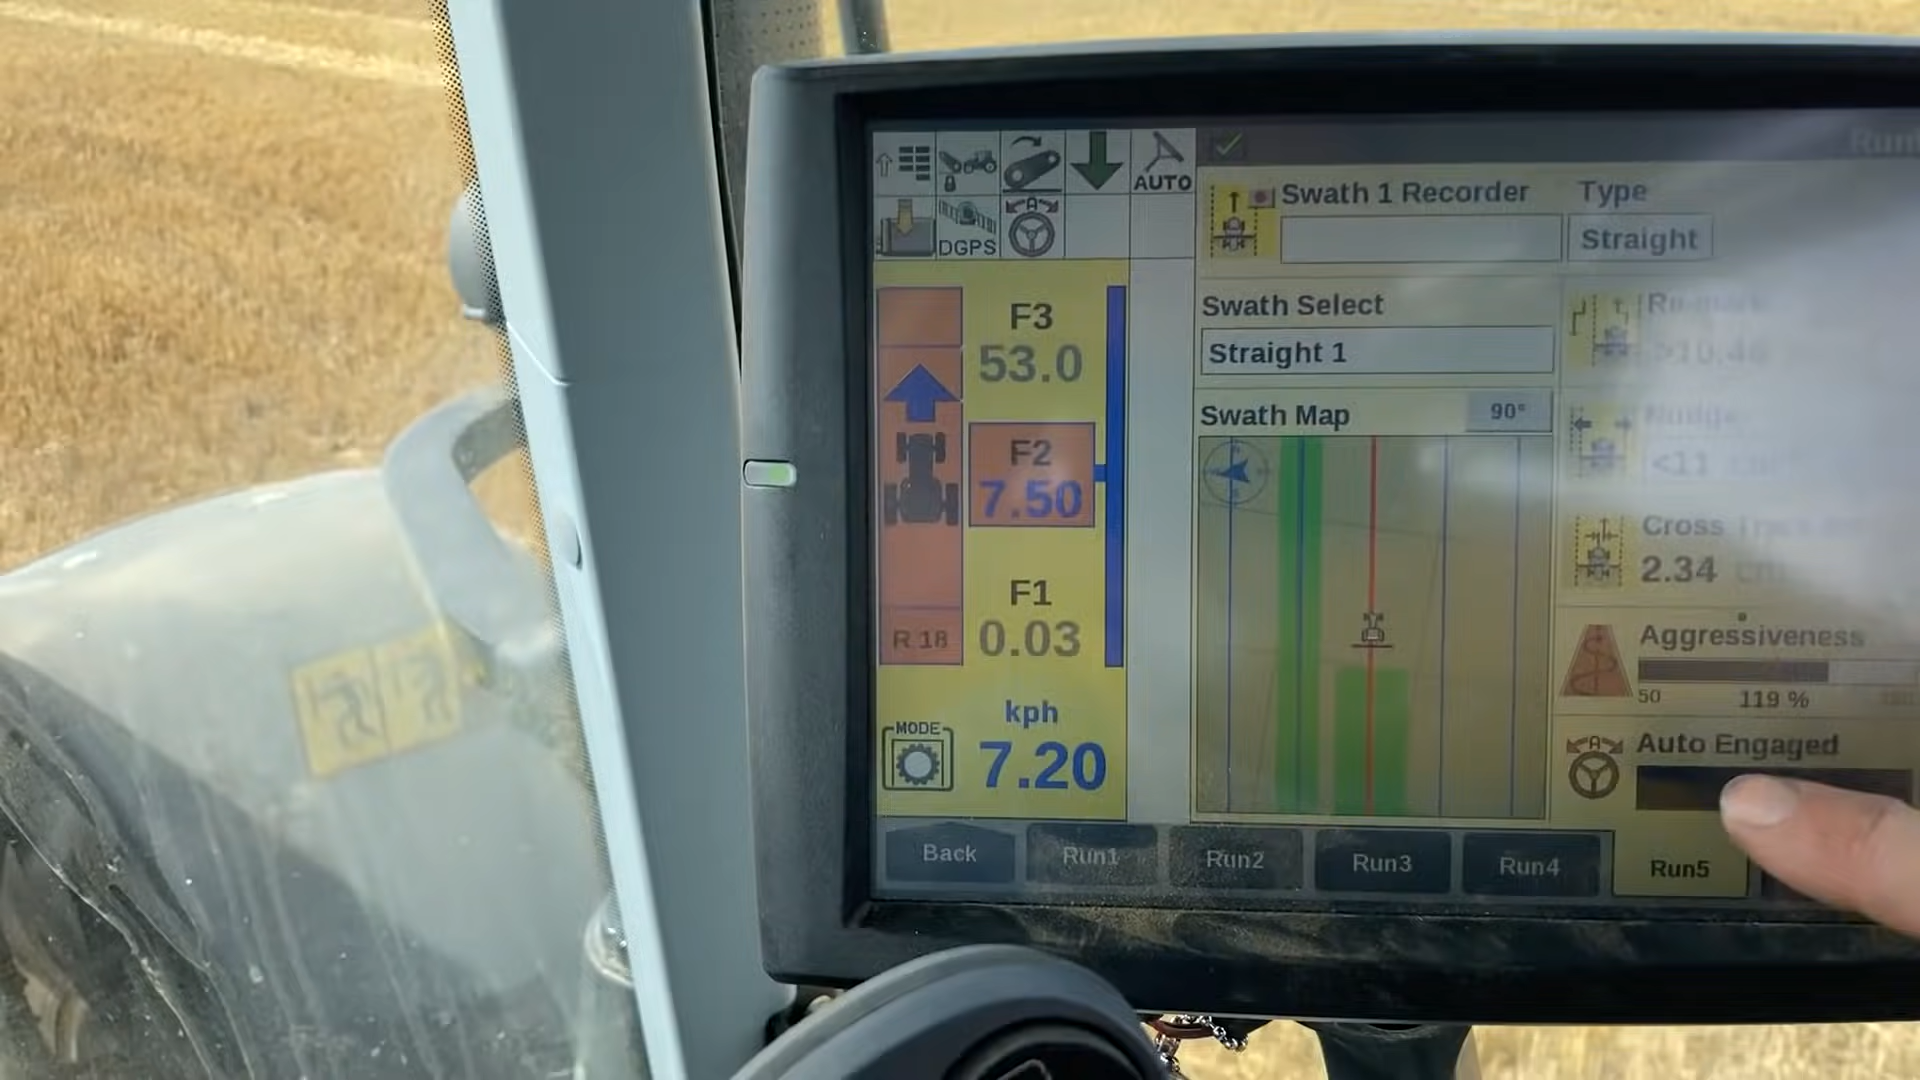 AUTO
DGPS
F3
53.0
F2
7.50
F1
0.03
R 18
kph
MODE
7.20
Swath 1 Recorder
Type
Straight
Swath Select
Straight 1
Swath Map
90°
<11
Cross
2.34
Aggressiveness
50
119 %
Auto Engaged
Back
Run1
Run2
Run3
Run4
Run5